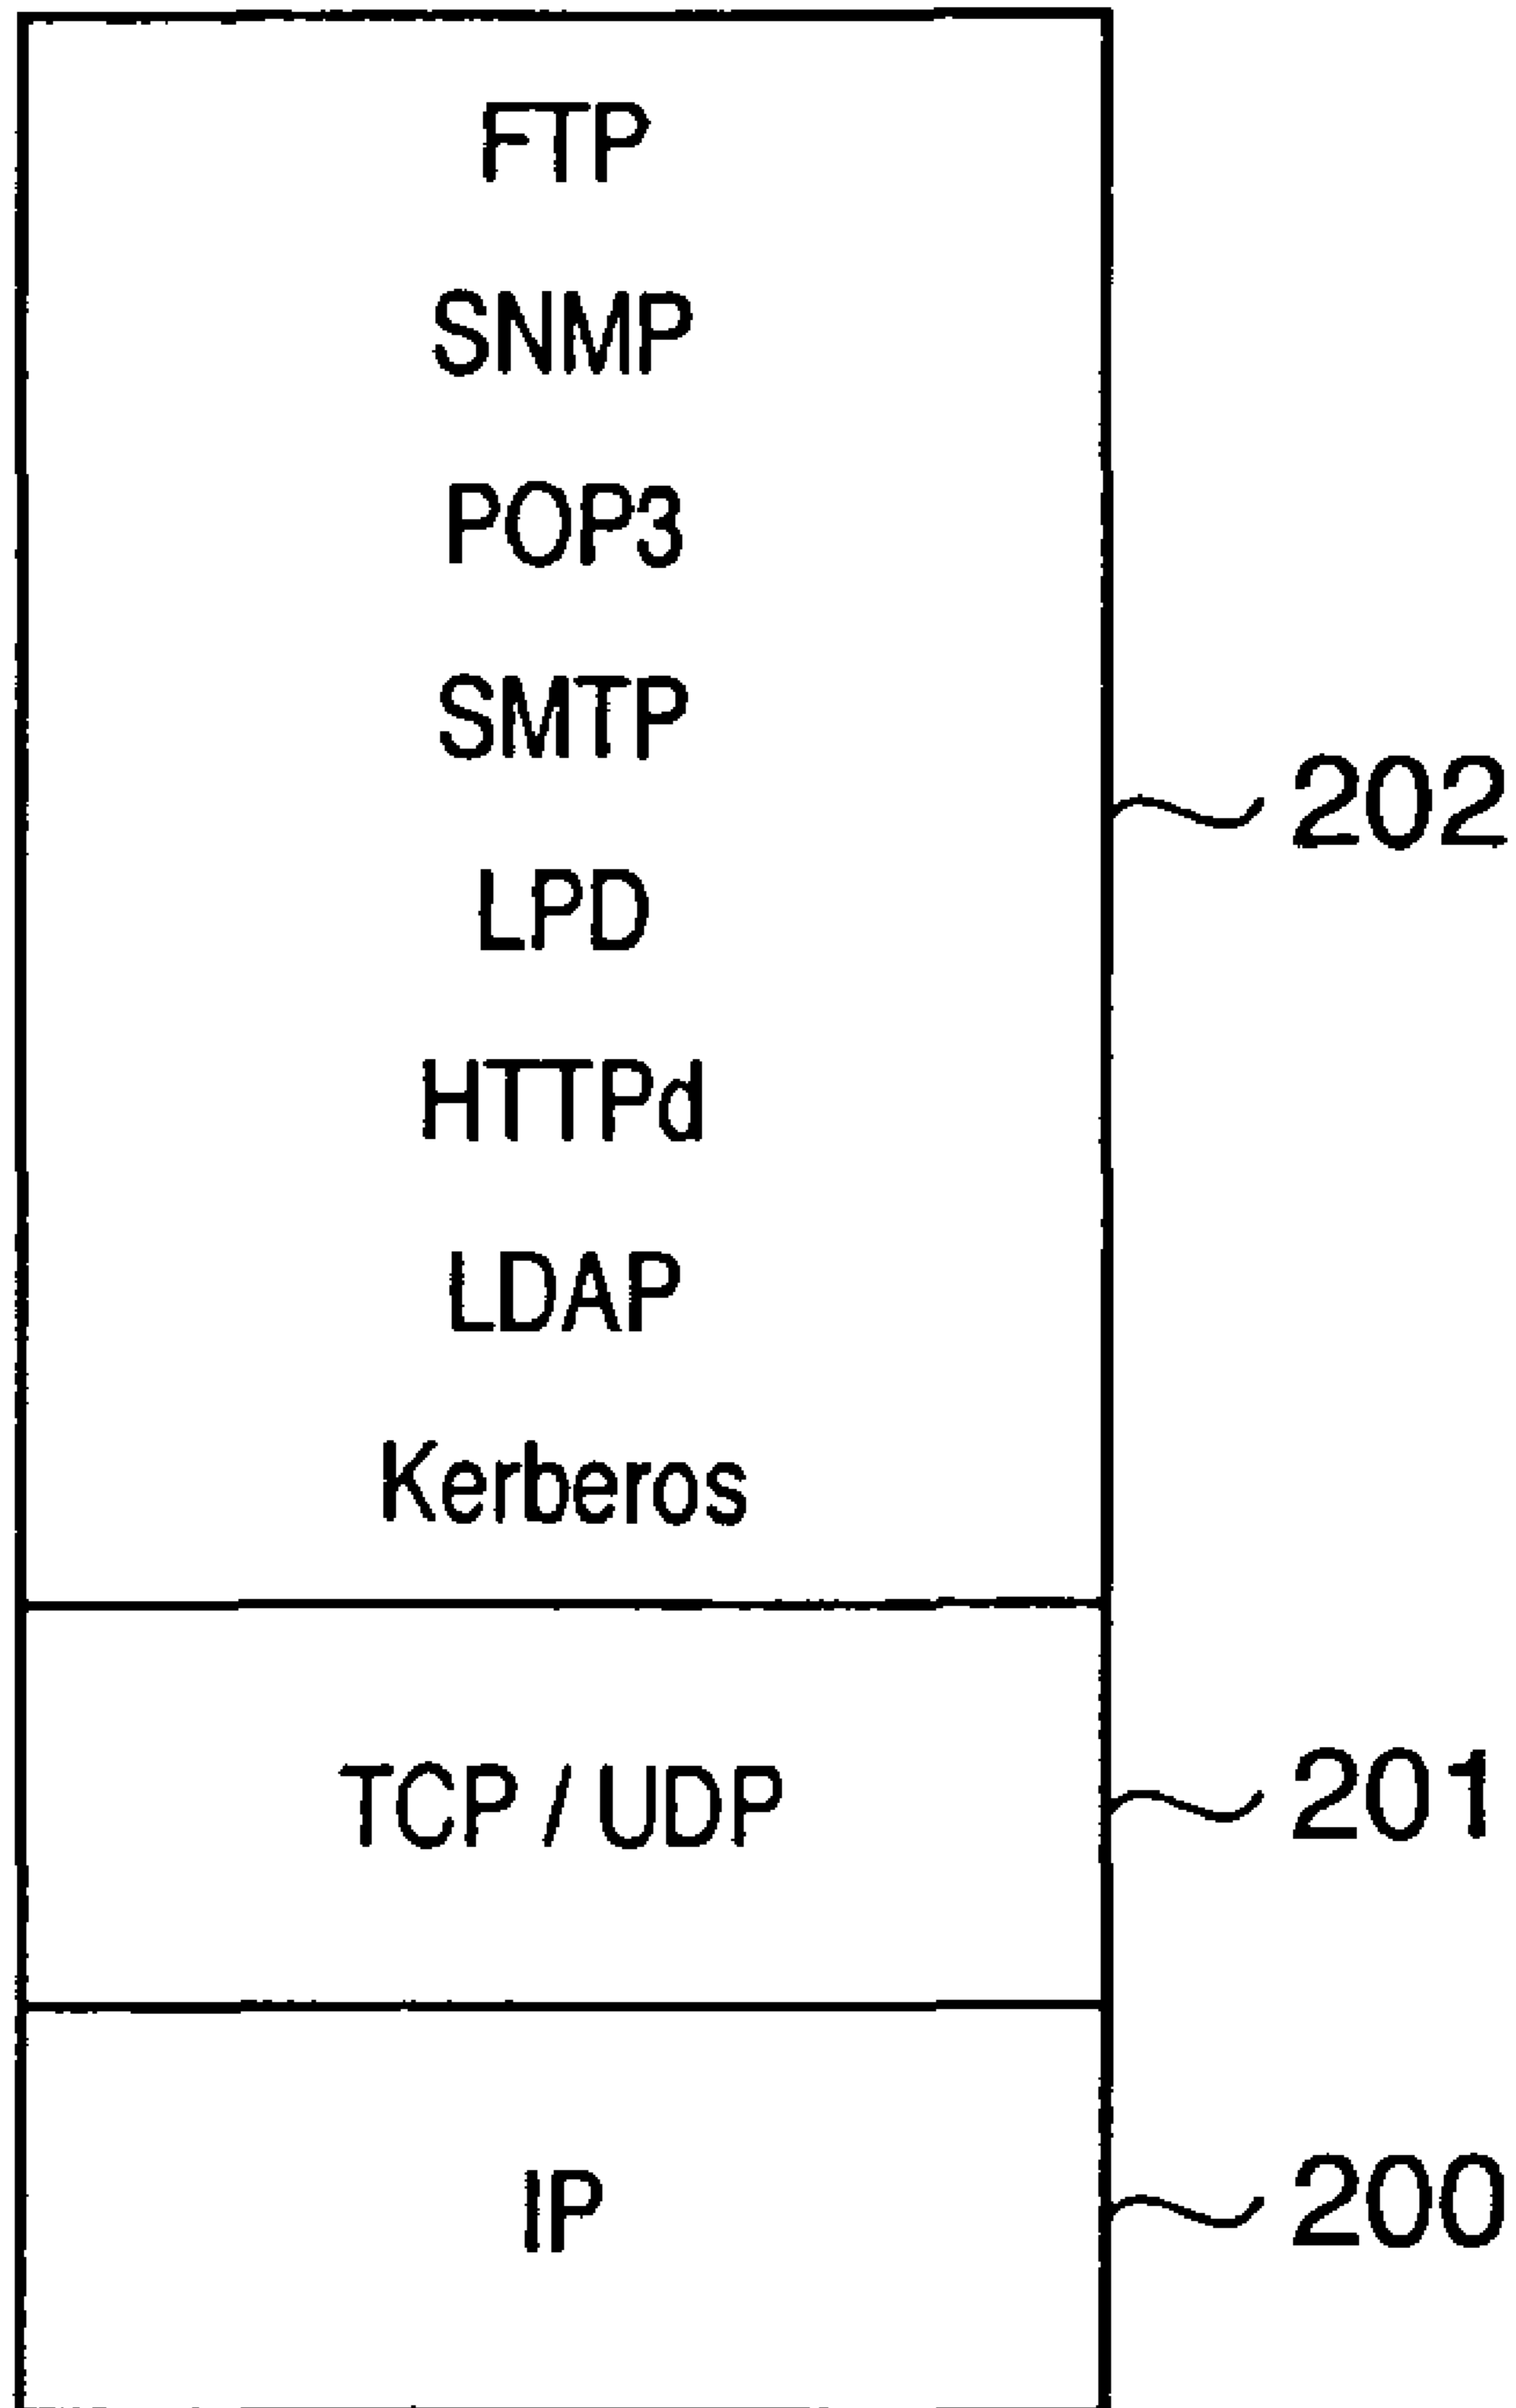 FTP
SNMP
POP3
SMTP
LPD
HTTPd
LDAP
Kerberos
202
TCP / UDP
201
IP
200